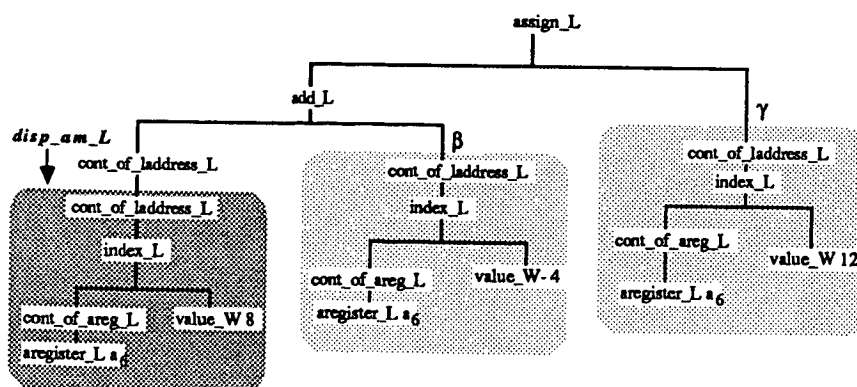 assign_L
add_L
γ
disp_am_L
β
cont_of_laddress_L
cont_of_laddress_L
cont_of_laddress_L
index_L
cont_of_laddress_L
index_L
index_L
cont_of_areg_L
value_W 12
cont_of_areg_L
value_W- 4
aregister_L a6
cont_of_areg_L
value_W 8
aregister_L a6
aregister_L a6